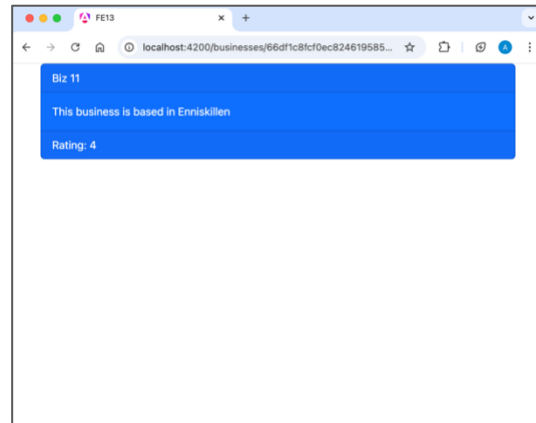 FE13
localhost:4200/businesses/66df1c8fcf0ec824619585...
A
Biz 11
This business is based in Enniskillen
Rating: 4